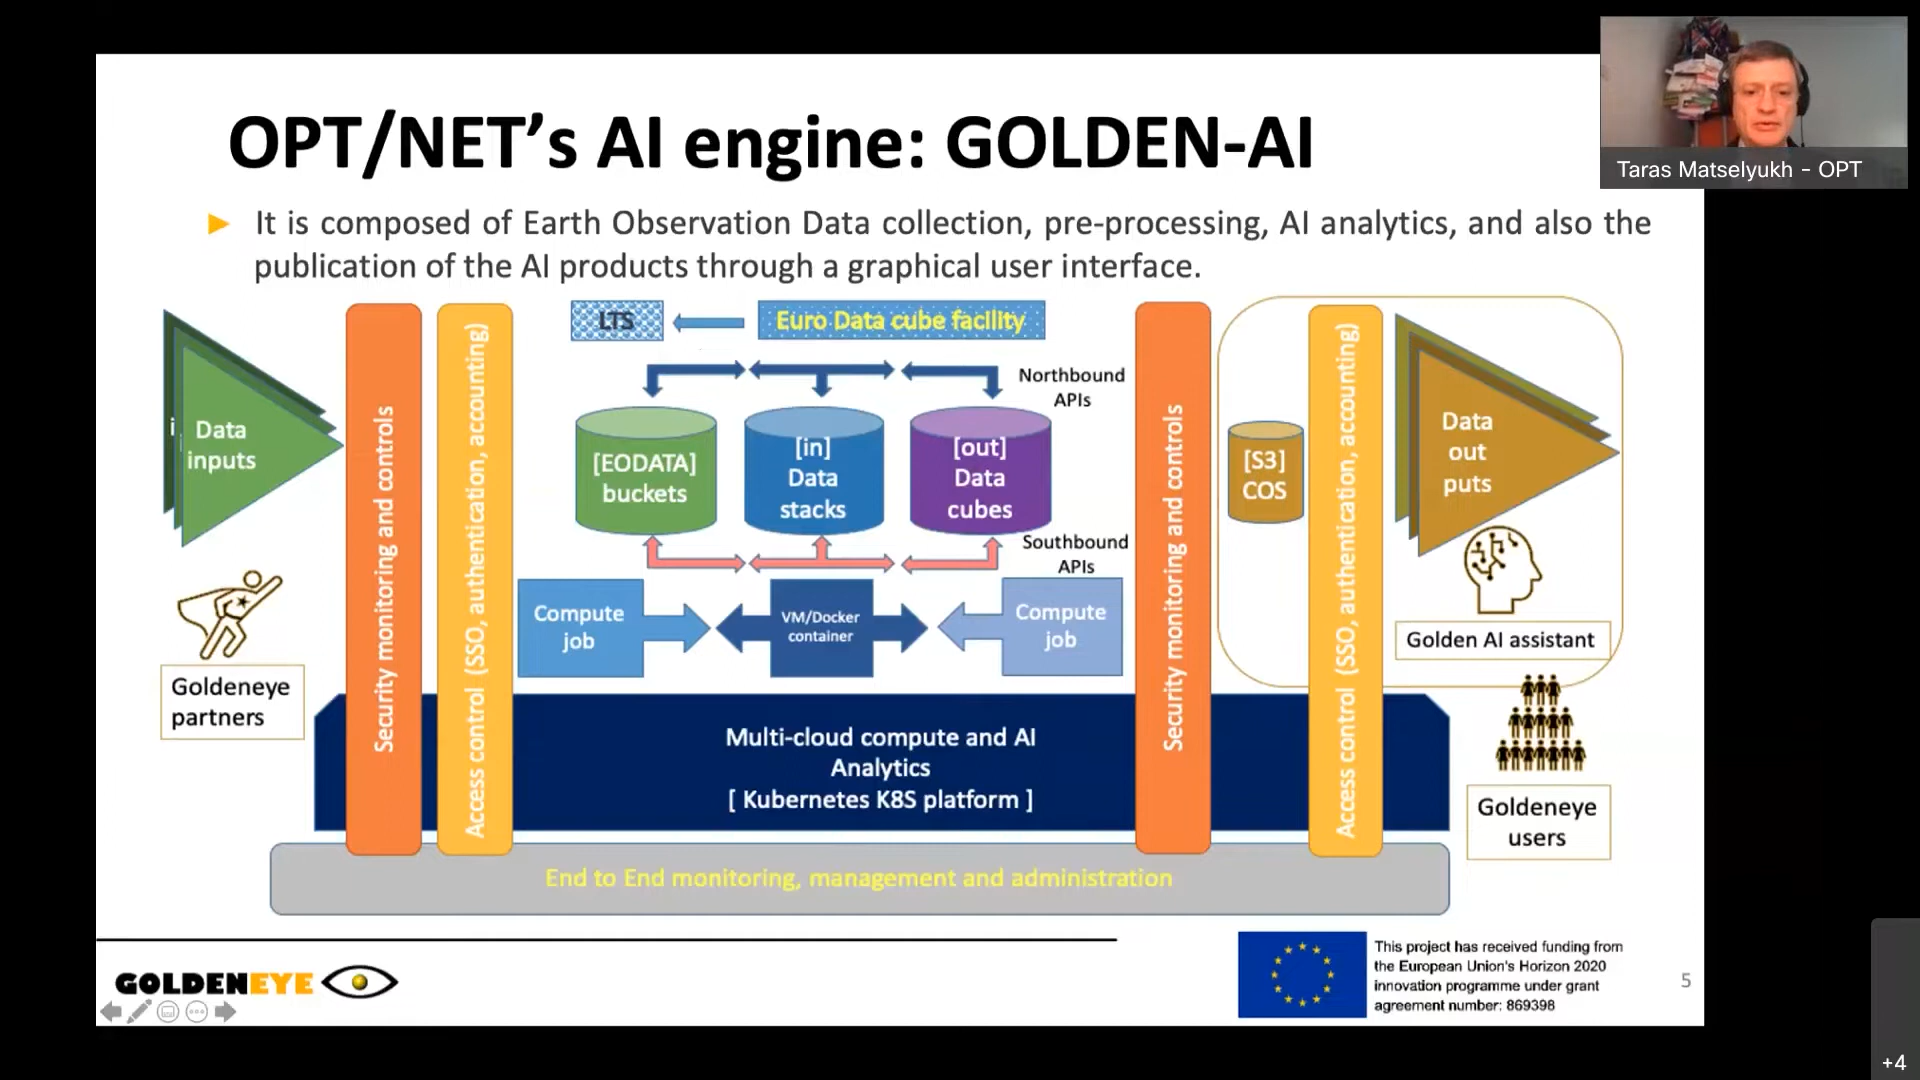 OPT/NET's AI engine: GOLDEN-AI
Taras Matselyukh - OPT
It is composed of Earth Observation Data collection, pre-processing, AI analytics, and also the
publication of the AI products through a graphical user interface.
LTS
Euro Data cube facility
Northbound
APIs
i
Data
inputs
Security monitoring and controls
Access control (SSO, authentication, accounting)
[EODATA]
buckets
[in]
Data
stacks
[out]
Data
cubes
Southbound
APIs
Compute
job
VM/Docker
container
Compute
job
Security monitoring and controls
[S3]
COS
Access control (SSO, authentication, accounting)
Data
out
puts
Golden AI assistant
Goldeneye
partners
Multi-cloud compute and AI
Analytics
[ Kubernetes K8S platform ]
Goldeneye
users
End to End monitoring, management and administration
GOLDENEYE
This project has received funding from
the European Union's Horizon 2020
innovation programme under grant
agreement number: 869398
5
+4